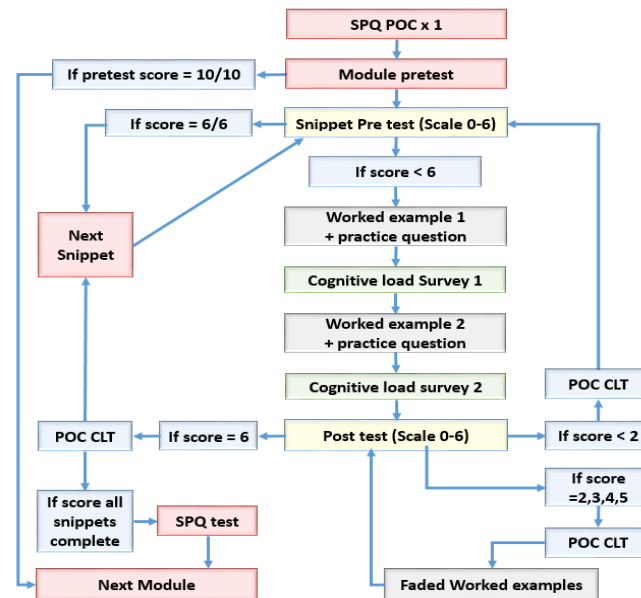 SPQ POC x 1
If pretest score = 10/10
Module pretest
If score = 6/6
Snippet Pre test (Scale 0-6)
If score < 6
Next
Snippet
Worked example 1
+ practice question
Cognitive load Survey 1
Worked example 2
+ practice question
Cognitive load survey 2
POC CLT
POC CLT
If score = 6
Post test (Scale 0-6)
If score < 2
If score all
snippets
complete
SPQ test
If score
=2,3,4,5
POC CLT
Next Module
Faded Worked examples